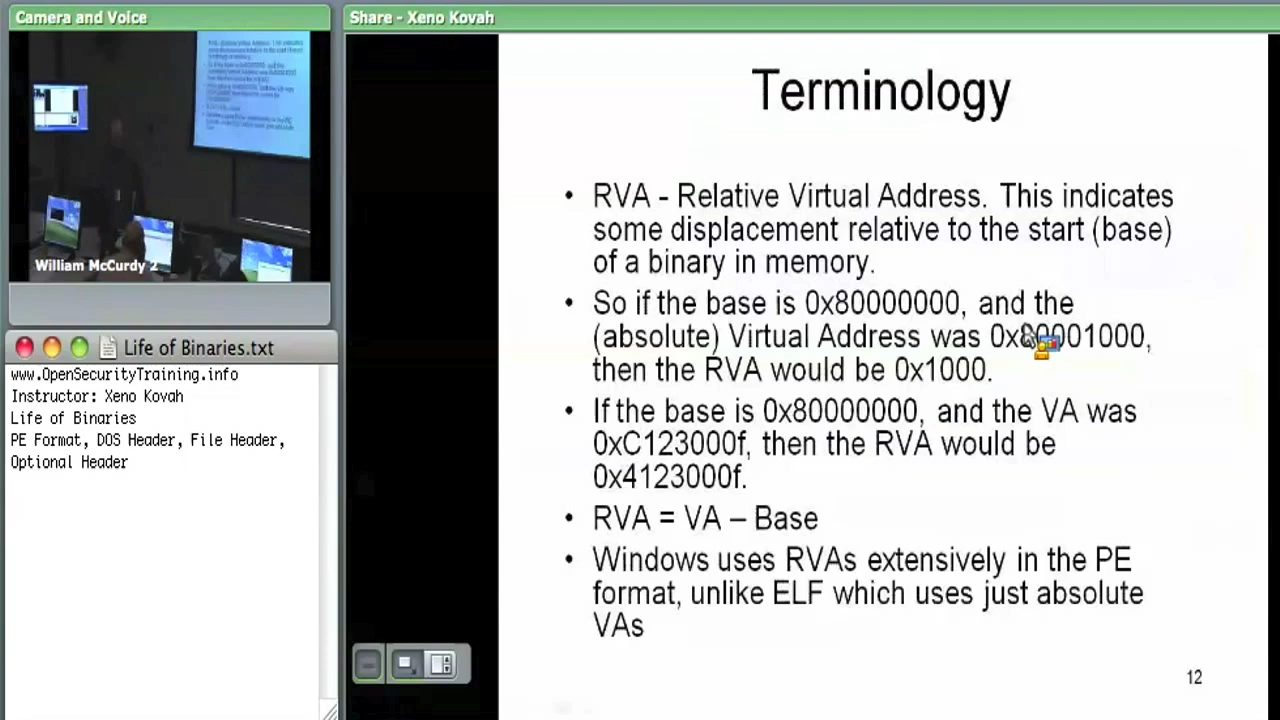 Camera and Voice
William McCurdy 2
Life of Binaries.txt
www.OpenSecurityTraining.info
Instructor: Xeno Kovah
Life of Binaries
PE Format, DOS Header, File Header,
Optional Header
Share - Xeno Kovah
Terminology
• RVA - Relative Virtual Address. This indicates
some displacement relative to the start (base)
of a binary in memory.
• So if the base is 0x80000000, and the
(absolute) Virtual Address was 0x80001000,
then the RVA would be 0x1000.
• If the base is 0x80000000, and the VA was
0xC123000f, then the RVA would be
0x4123000f.
• RVA = VA – Base
• Windows uses RVAs extensively in the PE
format, unlike ELF which uses just absolute
VAs
12